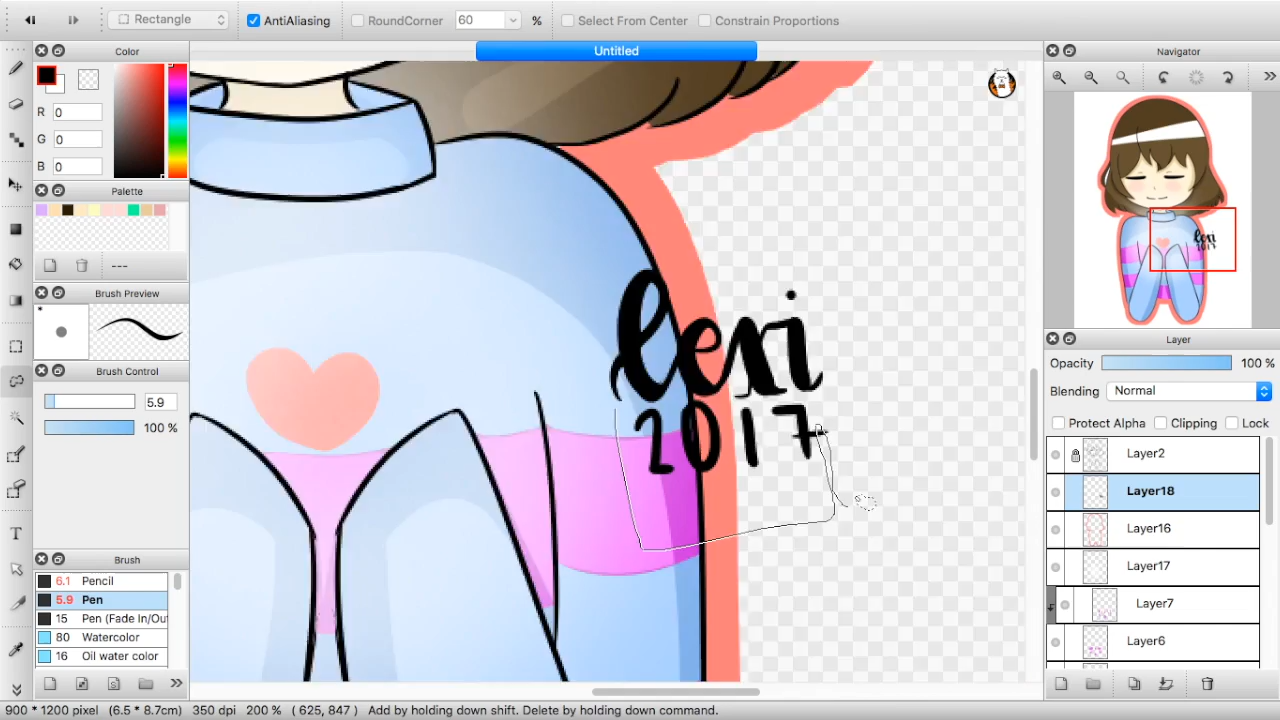 Rectangle AntiAliasing RoundCorner 60 % Select From Center Constrain Proportions
Color
R 0
G 0
B 0
Palette
---
Brush Preview
Brush Control
5.9
100 %
Brush
6.1 Pencil
5.9 Pen
15 Pen (Fade In/Ou
80 Watercolor
16 Oil water color
Untitled
lexi
2017
Navigator
lexi
2017
Layer
Opacity 100 %
Blending Normal
Protect Alpha Clipping Lock
Layer2
Layer18
Layer16
Layer17
Layer7
Layer6
900 * 1200 pixel (6.5 * 8.7cm) 350 dpi 200 % ( 625, 847 ) Add by holding down shift. Delete by holding down command.